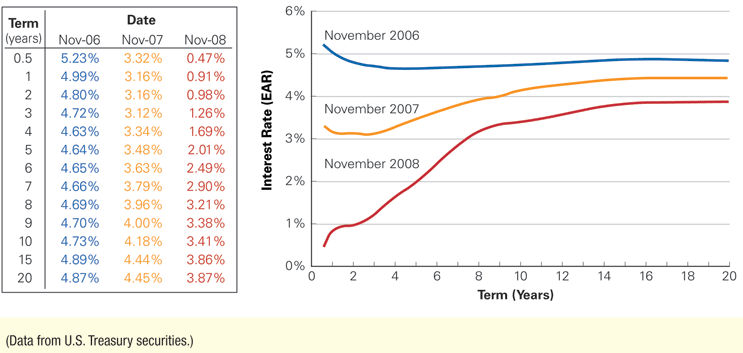 Term (years) Date
Nov-06 Nov-07 Nov-08
0.5 5.23% 3.32% 0.47%
1 4.99% 3.16% 0.91%
2 4.80% 3.16% 0.98%
3 4.72% 3.12% 1.26%
4 4.63% 3.34% 1.69%
5 4.64% 3.48% 2.01%
6 4.65% 3.63% 2.49%
7 4.66% 3.79% 2.90%
8 4.69% 3.96% 3.21%
9 4.70% 4.00% 3.38%
10 4.73% 4.18% 3.41%
15 4.89% 4.44% 3.86%
20 4.87% 4.45% 3.87%
Interest Rate (EAR)
6%
5%
4%
3%
2%
1%
0%
November 2006
November 2007
November 2008
0 2 4 6 8 10 12 14 16 18 20
Term (Years)
(Data from U.S. Treasury securities.)